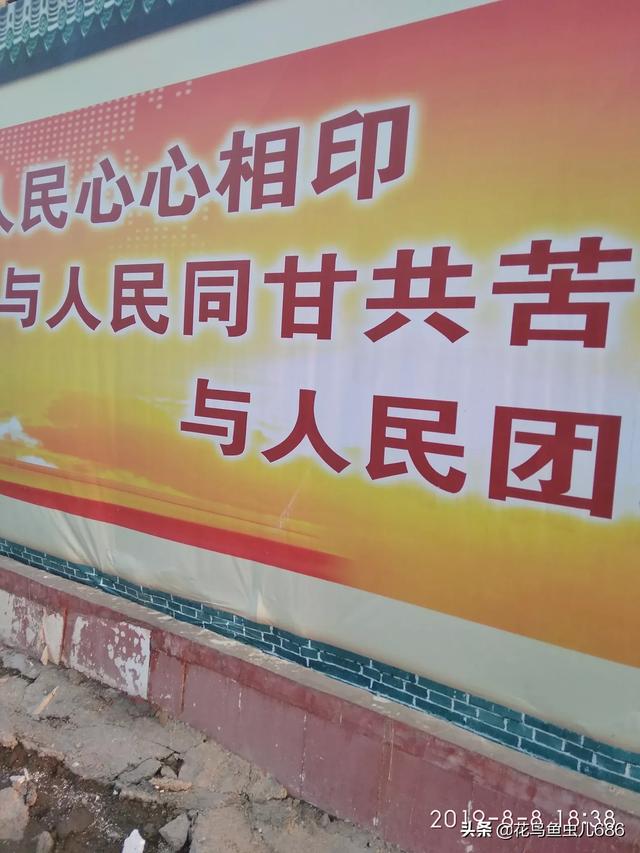 人民心心相印
与人民同甘共苦
与人民团
2019-8-8 18:38
头条 @花鸟鱼虫儿686